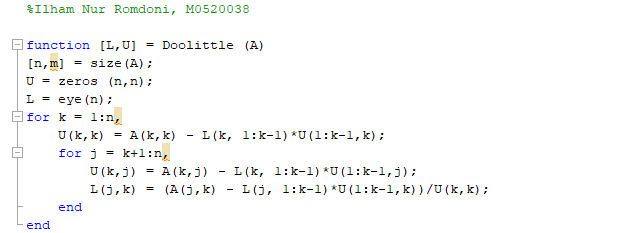 %Ilham Nur Romdoni, M0520038
function [L,U] = Doolittle (A)
[n,m] = size(A);
U = zeros (n,n);
L = eye(n);
for k = 1:n,
U(k,k) = A(k,k) - L(k, 1:k-1)*U(1:k-1,k);
for j = k+1:n,
U(k,j) = A(k,j) - L(k, 1:k-1)*U(1:k-1,j);
L(j,k) = (A(j,k) - L(j, 1:k-1)*U(1:k-1,k))/U(k,k);
end
end